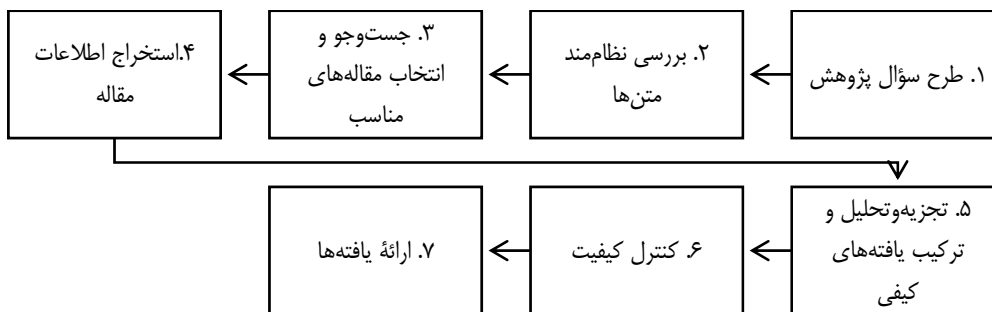 ۱. طرح سؤال پژوهش
۲. بررسی نظام‌مند
متن‌ها
۳. جست‌وجو و
انتخاب مقاله‌های
مناسب
۴.استخراج اطلاعات
مقاله
۵. تجزیه‌وتحلیل و
ترکیب یافته‌های
کیفی
۶. کنترل کیفیت
۷. ارائۀ یافته‌ها